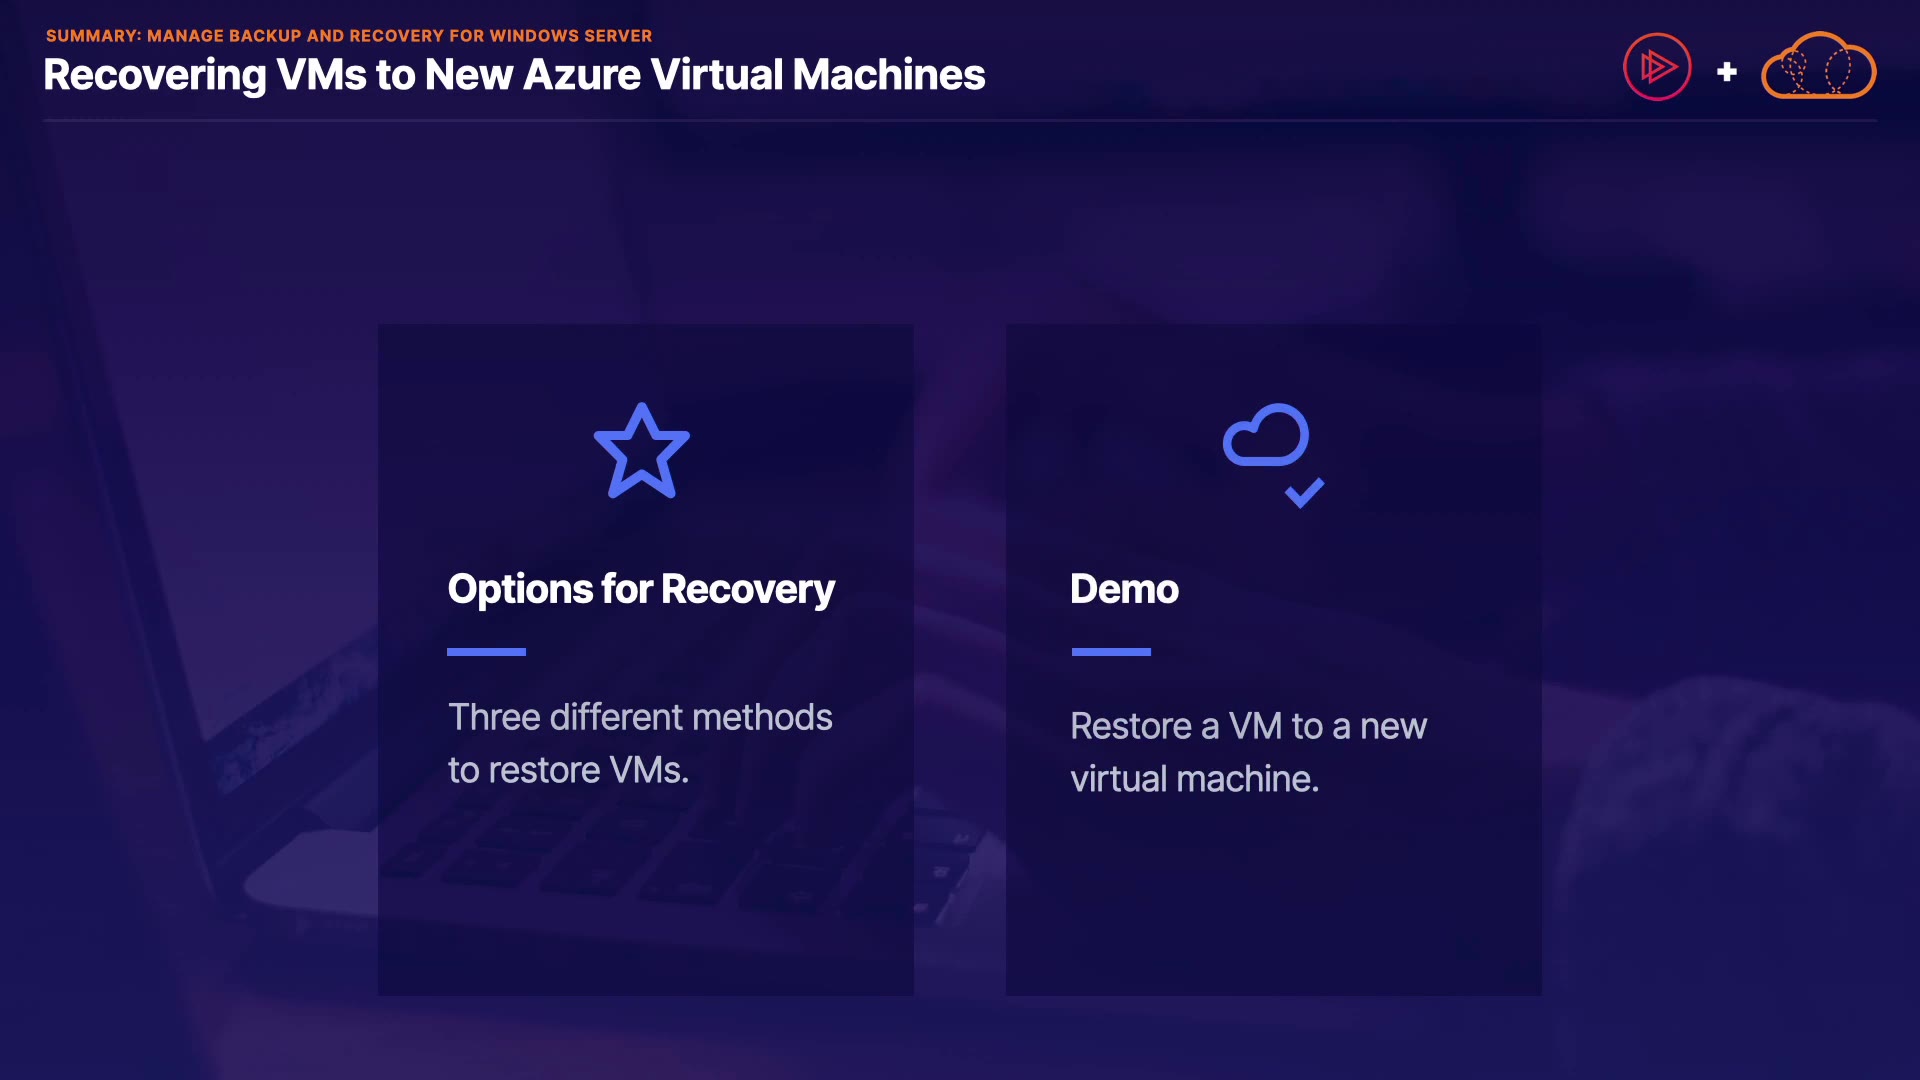 SUMMARY: MANAGE BACKUP AND RECOVERY FOR WINDOWS SERVER
Recovering VMs to New Azure Virtual Machines
Options for Recovery
Three different methods
to restore VMs.
Demo
Restore a VM to a new
virtual machine.